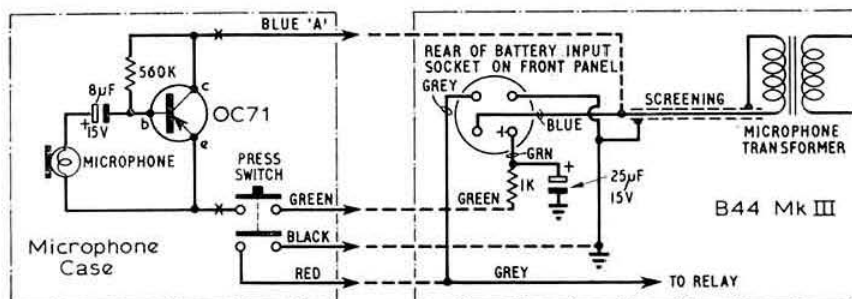 BLUE 'A'
560K
8µF
+
15V
b
c
e
OC71
MICROPHONE
PRESS
SWITCH
GREEN
BLACK
RED
Microphone
Case
REAR OF BATTERY INPUT
SOCKET ON FRONT PANEL
GREY
BLUE
+
GRN
GREEN
1K
+
25µF
15V
SCREENING
MICROPHONE
TRANSFORMER
B44 Mk III
GREY
TO RELAY